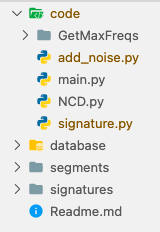 code
GetMaxFreqs
add_noise.py
main.py
NCD.py
signature.py
database
segments
signatures
Readme.md